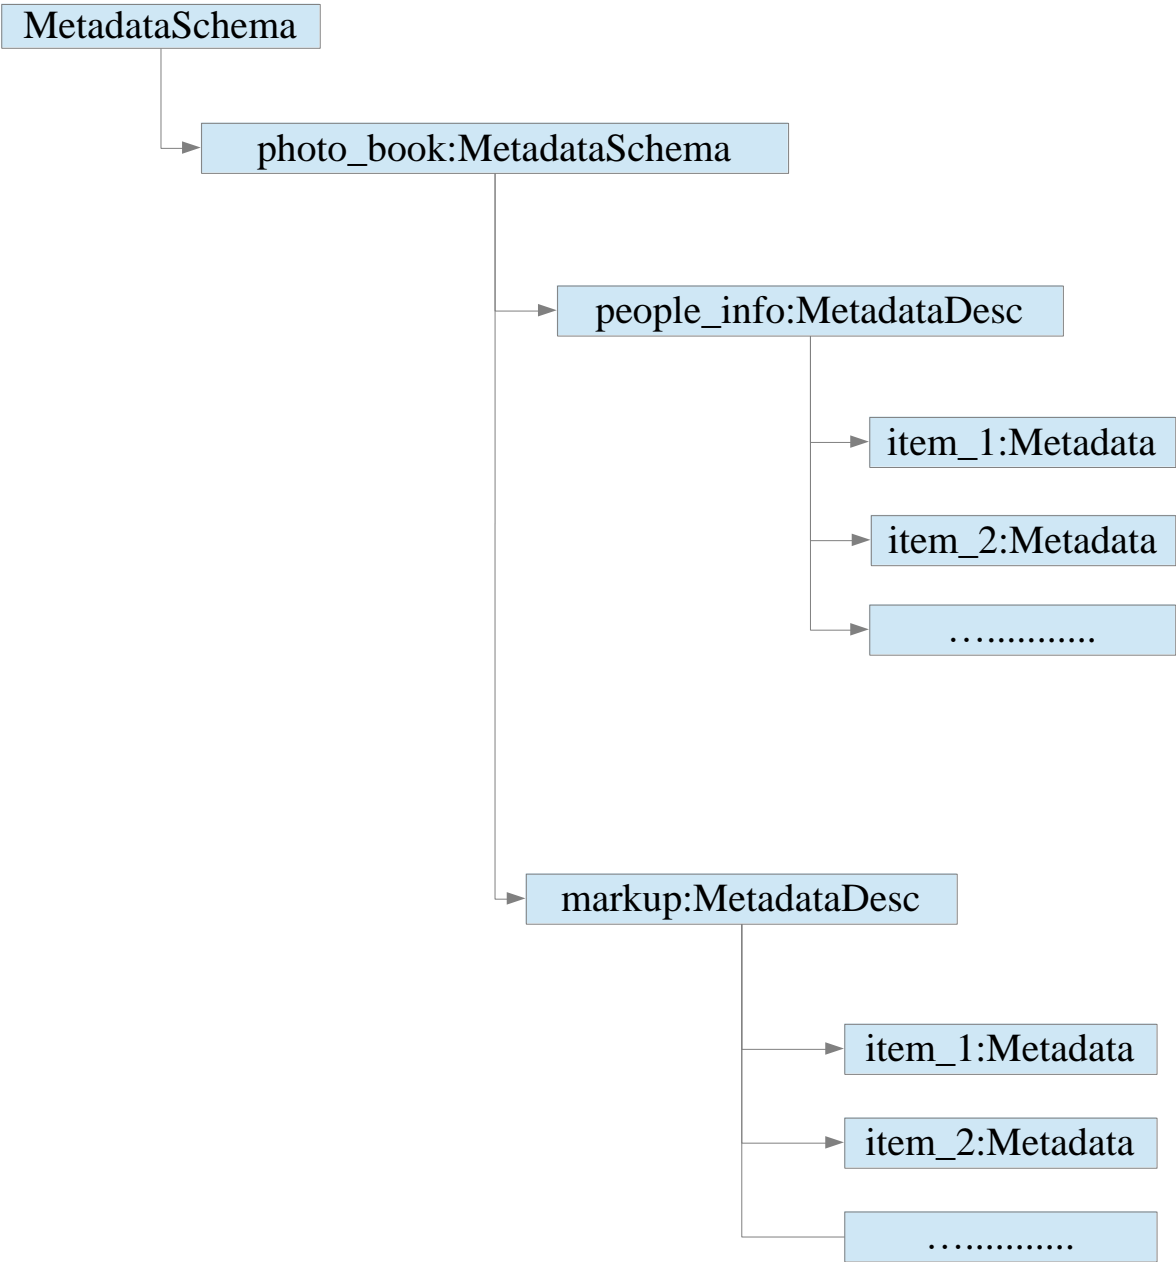 MetadataSchema
photo_book:MetadataSchema
people_info:MetadataDesc
item_1:Metadata
item_2:Metadata
…...........
markup:MetadataDesc
item_1:Metadata
item_2:Metadata
…...........